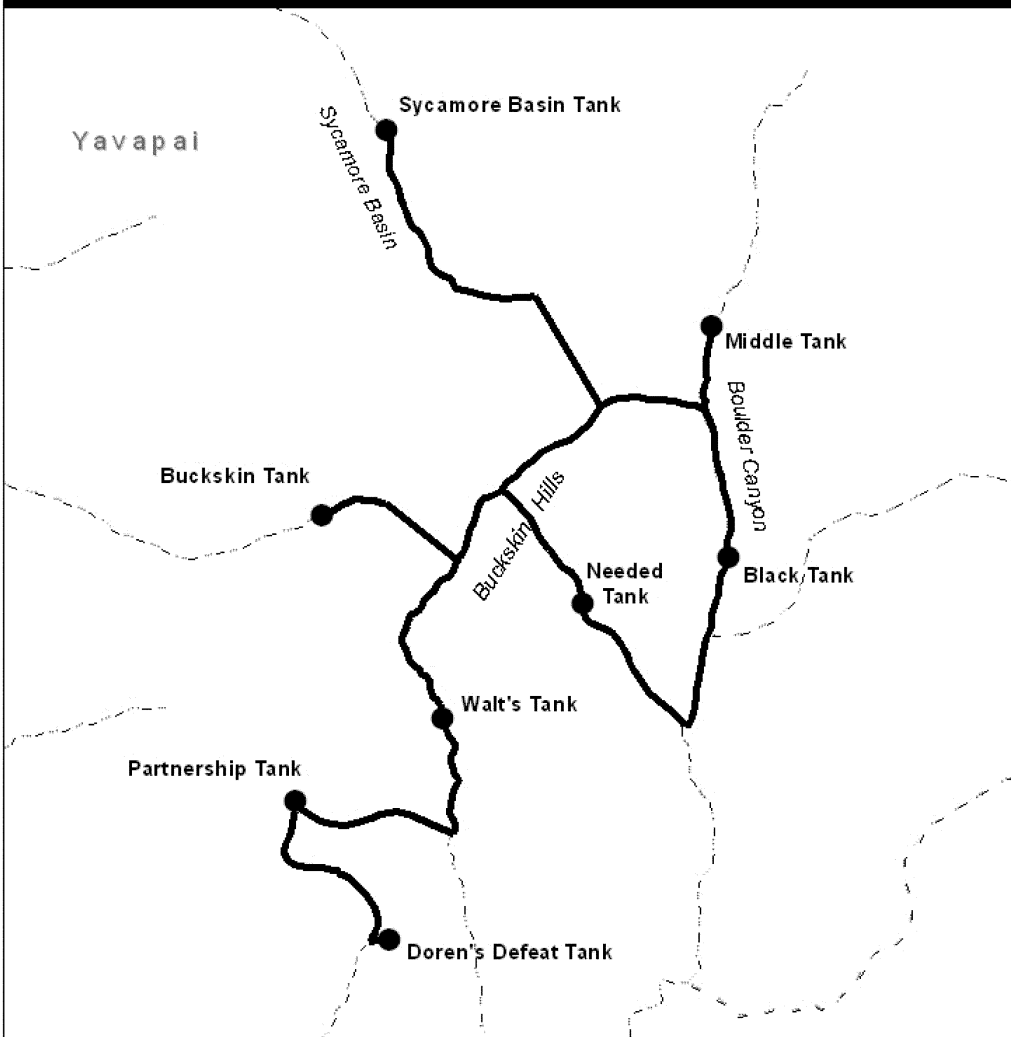 Sycamore Basin Tank
Yavapai
Sycamore Basin
Middle Tank
Boulder Canyon
Buckskin Tank
Buckskin Hills
Needed
Tank
Black Tank
Walt's Tank
Partnership Tank
Doren's Defeat Tank